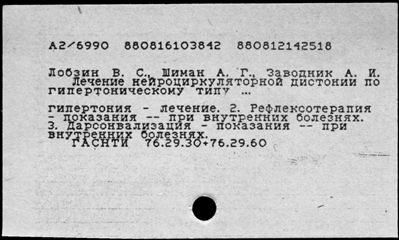 А2/6990 880816103842 880812142518
Лобзин В. С., Шиман А. Г., Заводник А. И.
Лечение нейроциркуляторной дистонии по
гипертоническому типу ...
гипертония - лечение. 2. Рефлексотерапия
- показания -- при внутренних болезнях.
3. Дарсонвализация - показания -- при
внутренних болезнях.
ГАСНТИ 76.29.30+76.29.60